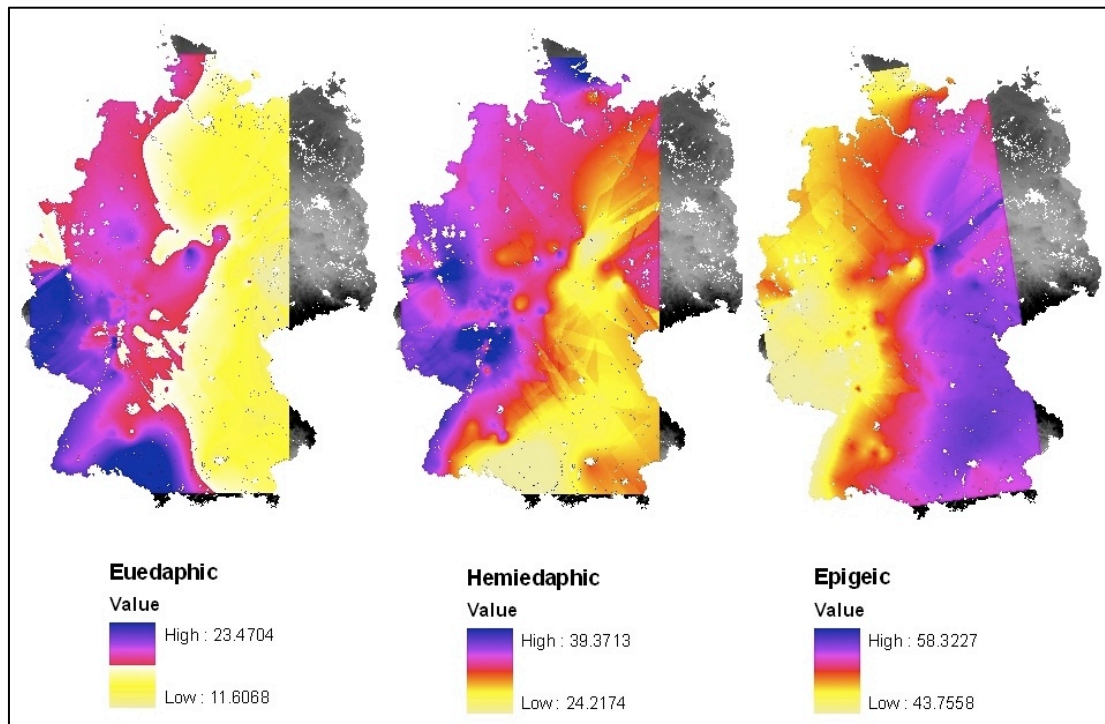 Euedaphic
Value
High : 23.4704
Low : 11.6068
Hemiedaphic
Value
High : 39.3713
Low : 24.2174
Epigeic
Value
High : 58.3227
Low : 43.7558